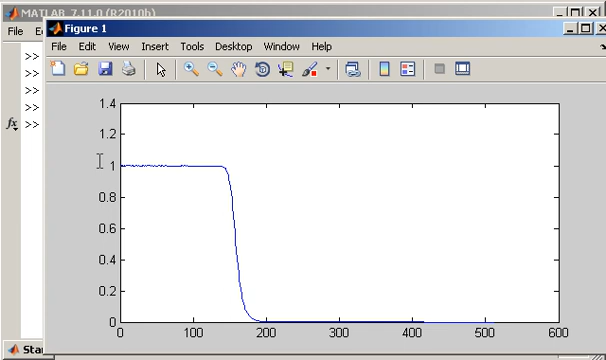 MATLAB 7.11.0 (R2010b)
Figure 1
File
File Edit View Insert Tools Desktop Window Help
>>
>>
>>
>>
fx >>
1.4
1.2
1
0.8
0.6
0.4
0.2
0
0 100 200 300 400 500 600
Star